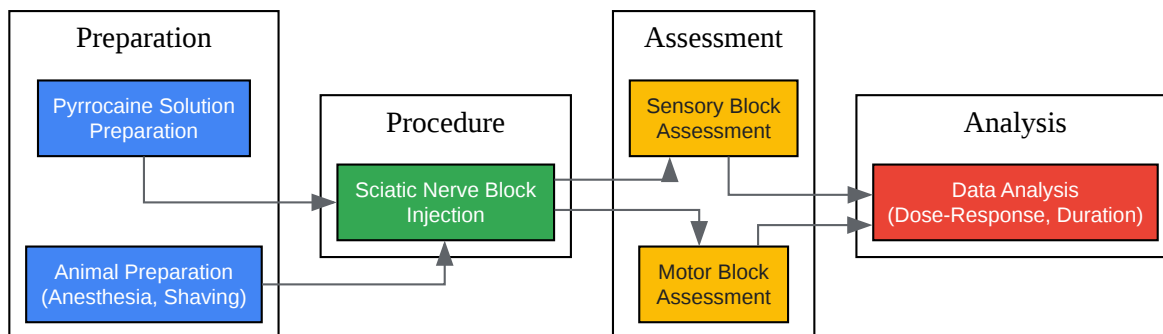 Preparation
Pyrrocaine Solution
Preparation
Animal Preparation
(Anesthesia, Shaving)
Procedure
Sciatic Nerve Block
Injection
Assessment
Sensory Block
Assessment
Motor Block
Assessment
Analysis
Data Analysis
(Dose-Response, Duration)